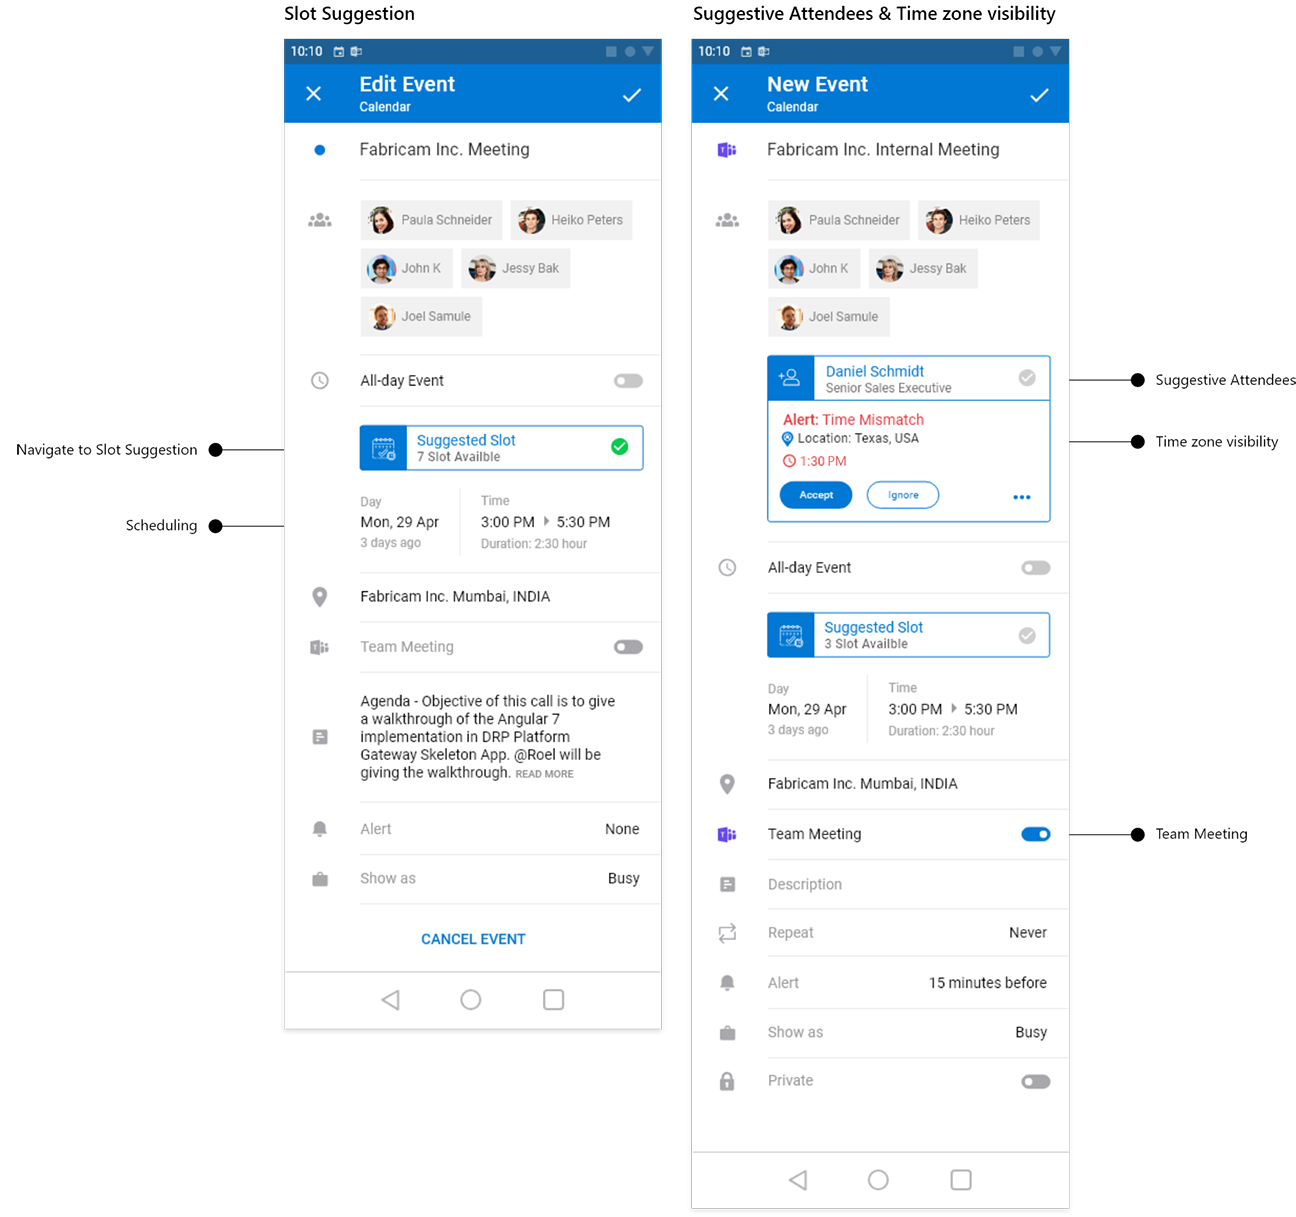 Slot Suggestion
10:10
Edit Event
Calendar
Fabricam Inc. Meeting
Paula Schneider
Heiko Peters
John K
Jessy Bak
Joel Samule
All-day Event
Navigate to Slot Suggestion
Suggested Slot
7 Slot Availble
Scheduling
Day
Mon, 29 Apr
3 days ago
Time
3:00 PM 5:30 PM
Duration: 2:30 hour
Fabricam Inc. Mumbai, INDIA
Team Meeting
Agenda - Objective of this call is to give
a walkthrough of the Angular 7
implementation in DRP Platform
Gateway Skeleton App. @Roel will be
giving the walkthrough. READ MORE
Alert None
Show as Busy
CANCEL EVENT
Suggestive Attendees & Time zone visibility
10:10
New Event
Calendar
Fabricam Inc. Internal Meeting
Paula Schneider
Heiko Peters
John K
Jessy Bak
Joel Samule
Daniel Schmidt
Senior Sales Executive
Suggestive Attendees
Alert: Time Mismatch
Location: Texas, USA
Time zone visibility
1:30 PM
Accept
Ignore
All-day Event
Suggested Slot
3 Slot Availble
Day
Mon, 29 Apr
3 days ago
Time
3:00 PM 5:30 PM
Duration: 2:30 hour
Fabricam Inc. Mumbai, INDIA
Team Meeting
Team Meeting
Description
Repeat Never
Alert 15 minutes before
Show as Busy
Private